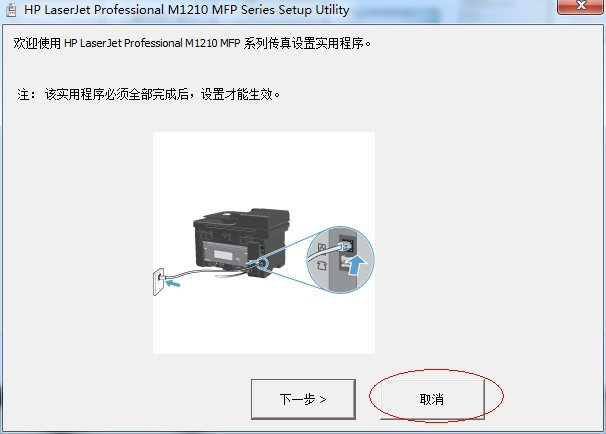 HP LaserJet Professional M1210 MFP Series Setup Utility
欢迎使用 HP LaserJet Professional M1210 MFP 系列传真设置实用程序。
注： 该实用程序必须全部完成后，设置才能生效。
下一步 >
取消